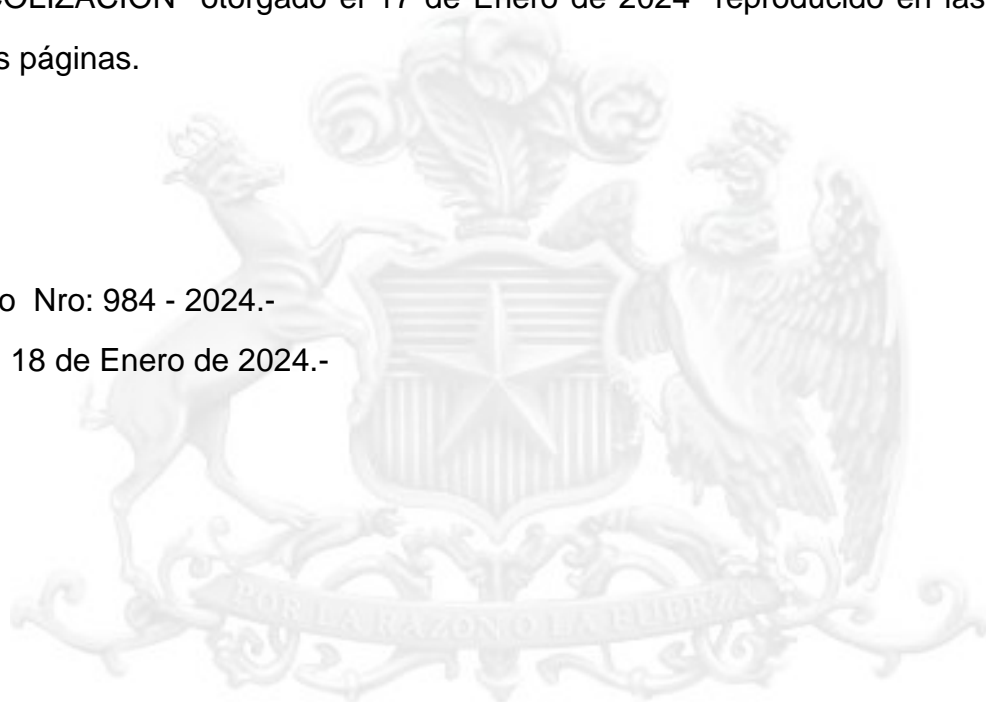 COLIZACION" otorgado el 17 de Enero de 2024 reproducido en las
s páginas.
o Nro: 984 - 2024.-
18 de Enero de 2024.-
POR LA RAZON O LA FUERZA